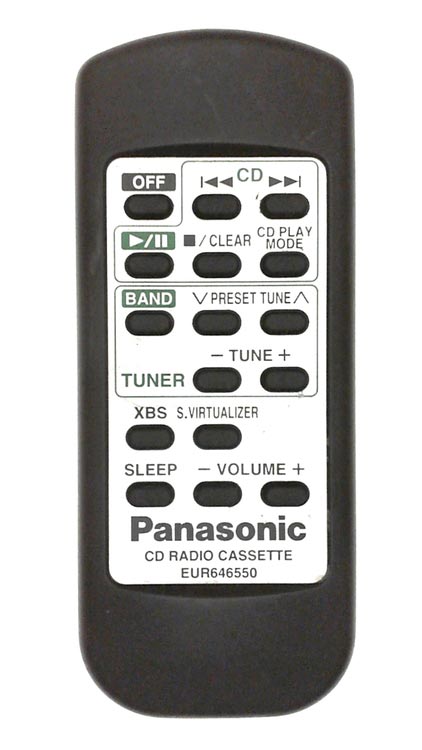 OFF
|◄◄ CD ►►|
►/II ■/CLEAR CD PLAY MODE
BAND ∨ PRESET TUNE ∧
− TUNE +
TUNER
XBS S.VIRTUALIZER
SLEEP − VOLUME +
Panasonic
CD RADIO CASSETTE
EUR646550